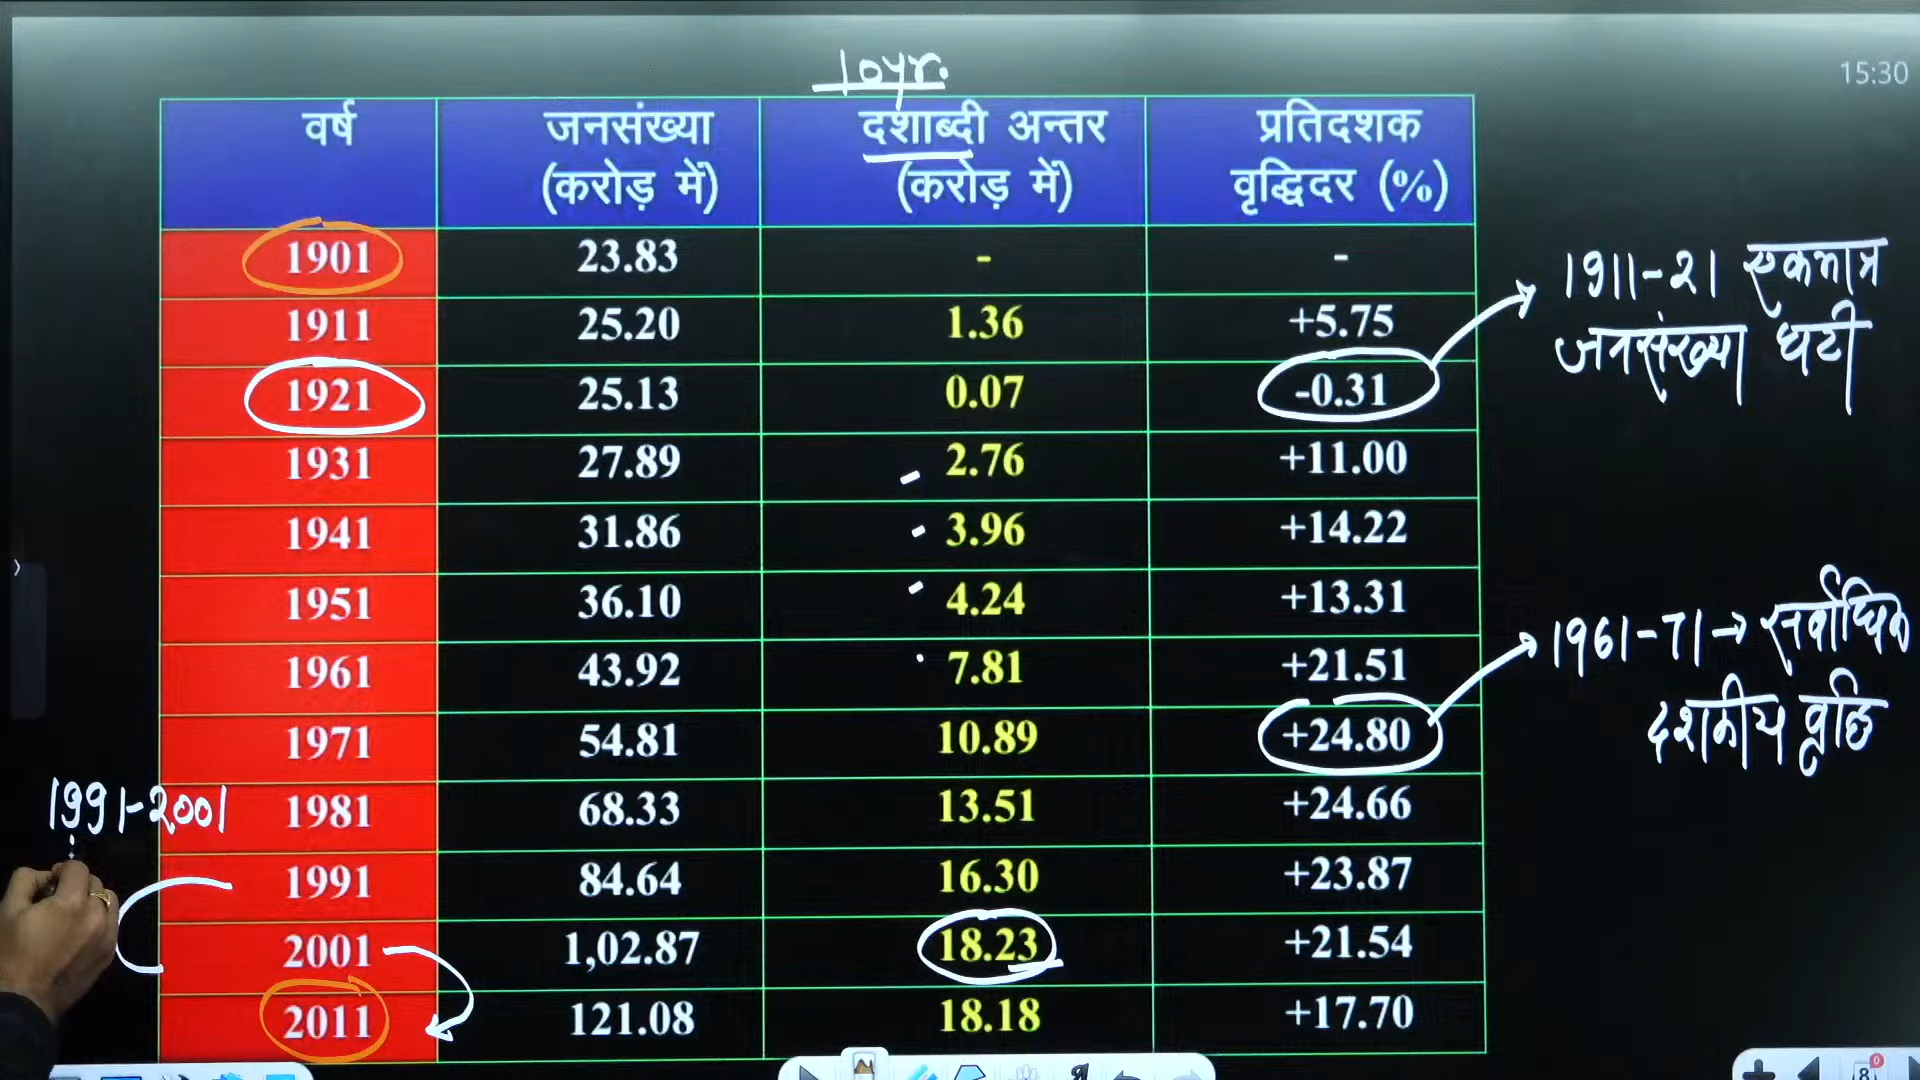 10yr.
15:30
वर्ष जनसंख्या (करोड़ में) दशाब्दी अन्तर (करोड़ में) प्रतिदशक वृद्धिदर (%)
1901 23.83 - -
1911 25.20 1.36 +5.75
1921 25.13 0.07 -0.31
1931 27.89 2.76 +11.00
1941 31.86 3.96 +14.22
1951 36.10 4.24 +13.31
1961 43.92 7.81 +21.51
1971 54.81 10.89 +24.80
1981 68.33 13.51 +24.66
1991 84.64 16.30 +23.87
2001 1,02.87 18.23 +21.54
2011 121.08 18.18 +17.70
1911-21 एकमात्र
जनसंख्या घटी
1961-71→ सर्वाधिक
दशकीय वृद्धि
1991-2001
8
0